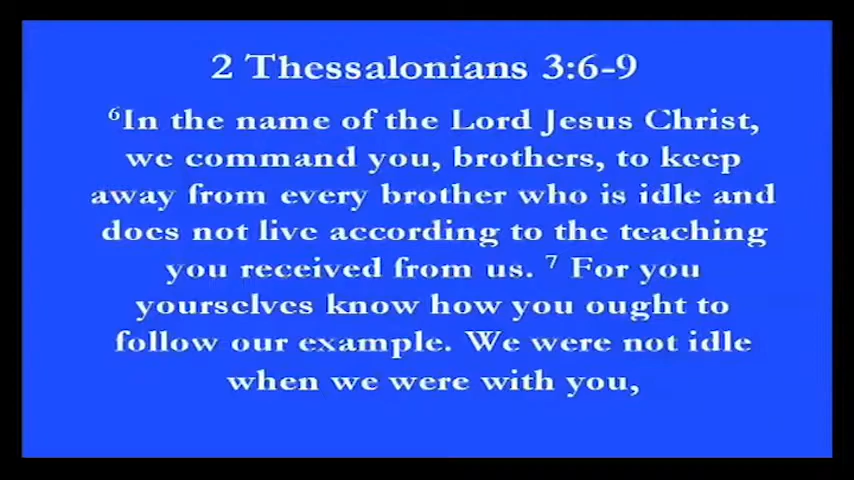 2 Thessalonians 3:6-9
⁶In the name of the Lord Jesus Christ,
we command you, brothers, to keep
away from every brother who is idle and
does not live according to the teaching
you received from us. ⁷ For you
yourselves know how you ought to
follow our example. We were not idle
when we were with you,